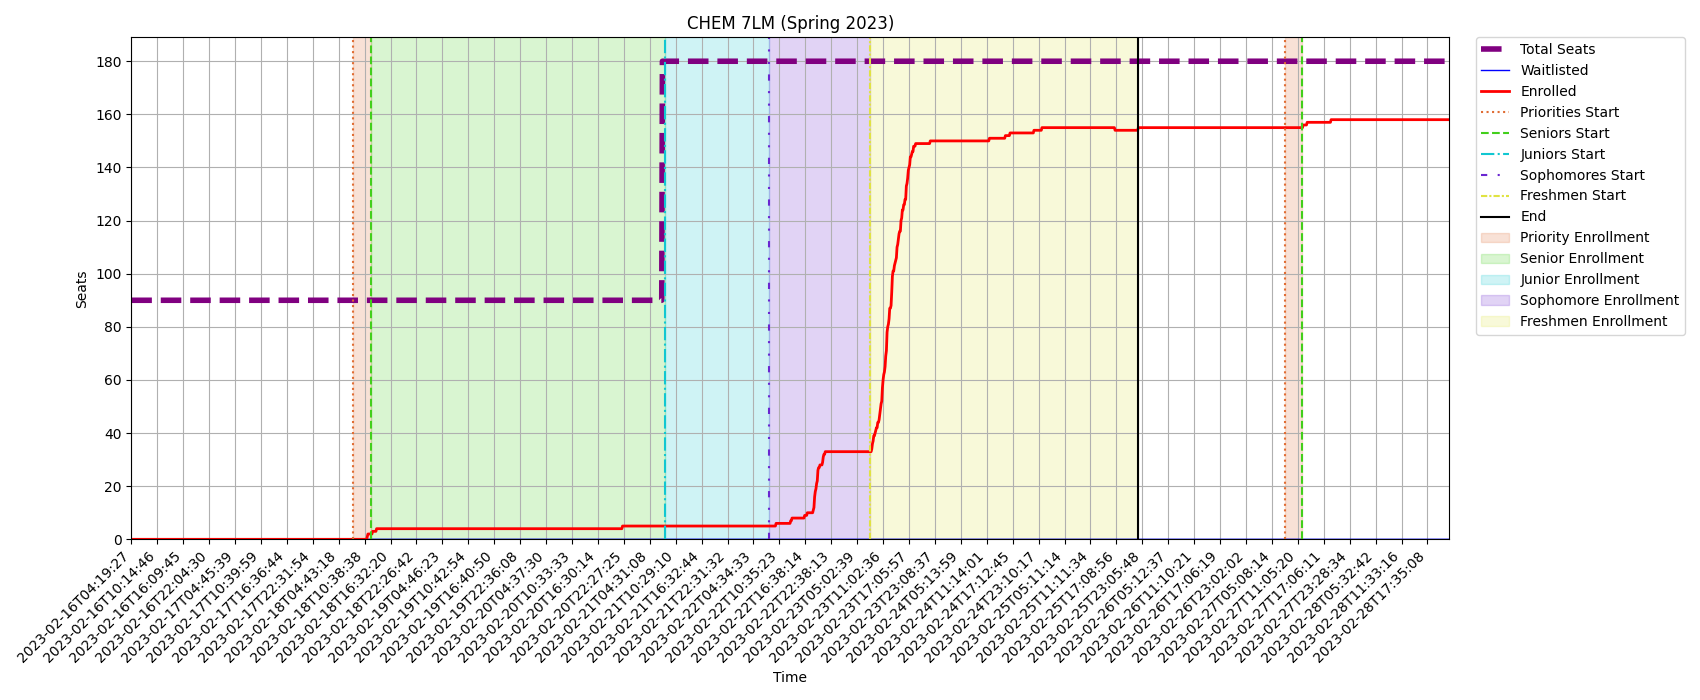 CHEM 7LM (Spring 2023)
Seats
180
160
140
120
100
80
60
40
20
0
2023-02-16T04:19:27
2023-02-16T10:14:46
2023-02-16T16:09:45
2023-02-16T22:04:30
2023-02-17T04:45:39
2023-02-17T10:39:59
2023-02-17T16:36:44
2023-02-17T22:31:54
2023-02-18T04:43:18
2023-02-18T10:38:38
2023-02-18T16:32:20
2023-02-18T22:26:42
2023-02-19T04:46:23
2023-02-19T10:42:54
2023-02-19T16:40:50
2023-02-19T22:36:08
2023-02-20T04:37:30
2023-02-20T10:33:33
2023-02-20T16:30:14
2023-02-20T22:27:25
2023-02-21T04:31:08
2023-02-21T10:29:10
2023-02-21T16:32:44
2023-02-21T22:31:32
2023-02-22T04:34:33
2023-02-22T10:35:23
2023-02-22T16:38:14
2023-02-22T22:38:13
2023-02-23T05:02:39
2023-02-23T11:02:36
2023-02-23T17:05:57
2023-02-23T23:08:37
2023-02-24T05:13:59
2023-02-24T11:14:01
2023-02-24T17:12:45
2023-02-24T23:10:17
2023-02-25T05:11:14
2023-02-25T11:11:34
2023-02-25T17:08:56
2023-02-25T23:05:48
2023-02-26T05:12:37
2023-02-26T11:10:21
2023-02-26T17:06:19
2023-02-26T23:02:02
2023-02-27T05:08:14
2023-02-27T11:05:20
2023-02-27T17:06:11
2023-02-27T23:28:34
2023-02-28T05:32:42
2023-02-28T11:33:16
2023-02-28T17:35:08
Time
Total Seats
Waitlisted
Enrolled
Priorities Start
Seniors Start
Juniors Start
Sophomores Start
Freshmen Start
End
Priority Enrollment
Senior Enrollment
Junior Enrollment
Sophomore Enrollment
Freshmen Enrollment